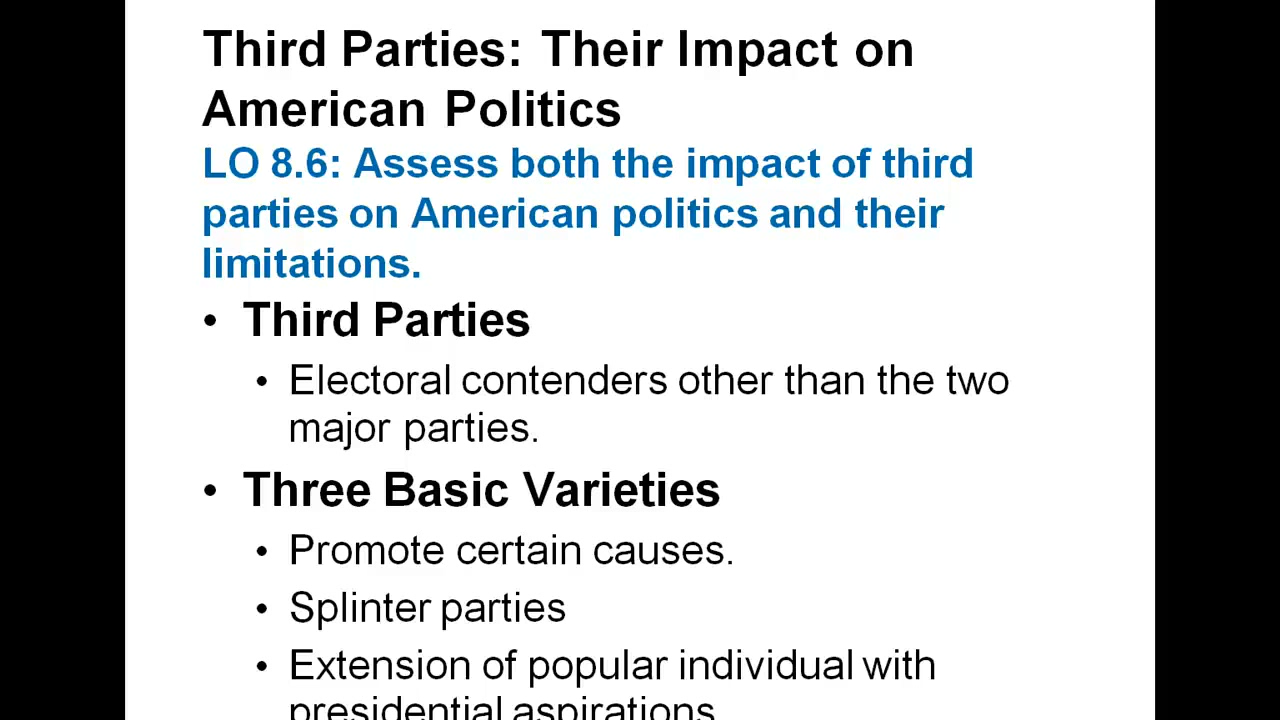 Third Parties: Their Impact on
American Politics
LO 8.6: Assess both the impact of third
parties on American politics and their
limitations.
• Third Parties
• Electoral contenders other than the two
major parties.
• Three Basic Varieties
• Promote certain causes.
• Splinter parties
• Extension of popular individual with
presidential aspirations